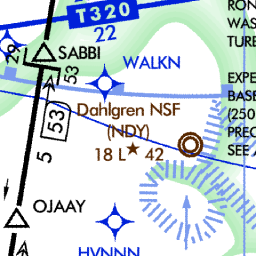 T320
22
SABBI
WALKN
53
Dahlgren NSF
(NDY)
18 L ★ 42
53
5
OJAAY
RON
WAS
TURE
EXPE
BASE
(250
PREC
SEE